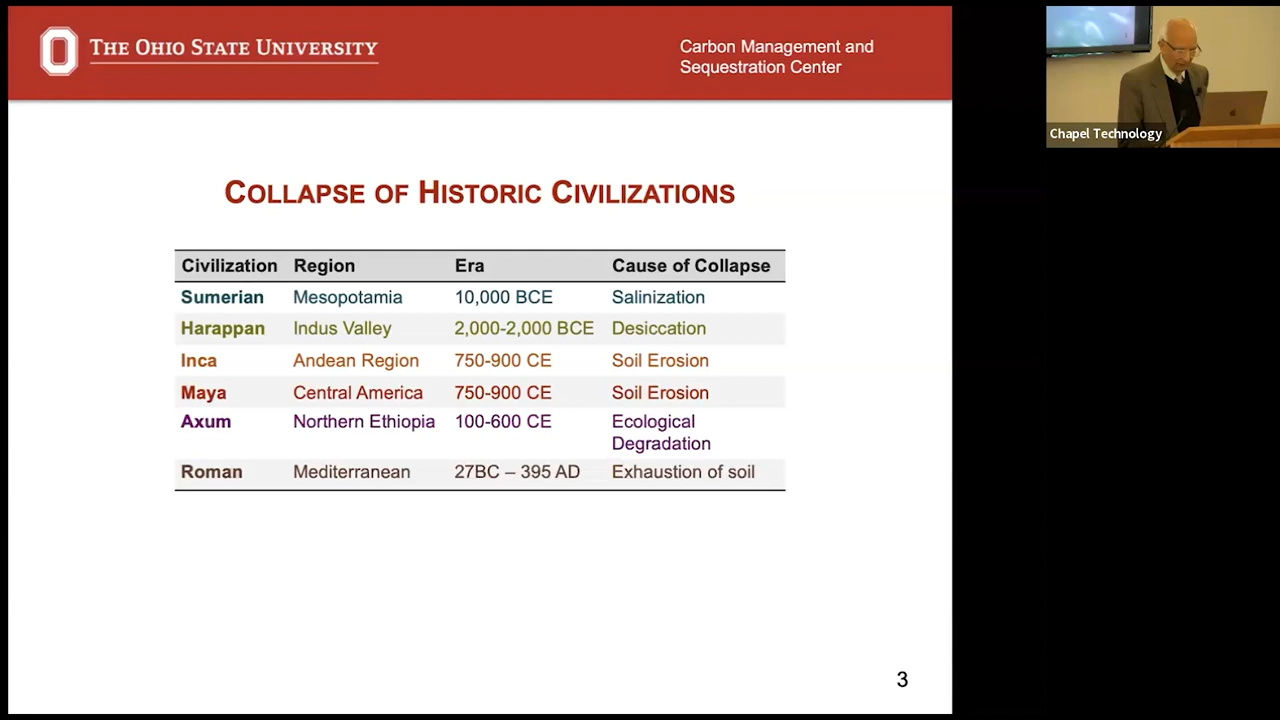 THE OHIO STATE UNIVERSITY
Carbon Management and
Sequestration Center
Chapel Technology
COLLAPSE OF HISTORIC CIVILIZATIONS
Civilization Region Era Cause of Collapse
Sumerian Mesopotamia 10,000 BCE Salinization
Harappan Indus Valley 2,000-2,000 BCE Desiccation
Inca Andean Region 750-900 CE Soil Erosion
Maya Central America 750-900 CE Soil Erosion
Axum Northern Ethiopia 100-600 CE Ecological
Degradation
Roman Mediterranean 27BC – 395 AD Exhaustion of soil
3